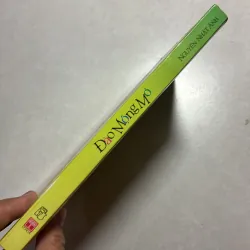 Đảo Mộng Mơ
NGUYỄN NHẬT ÁNH